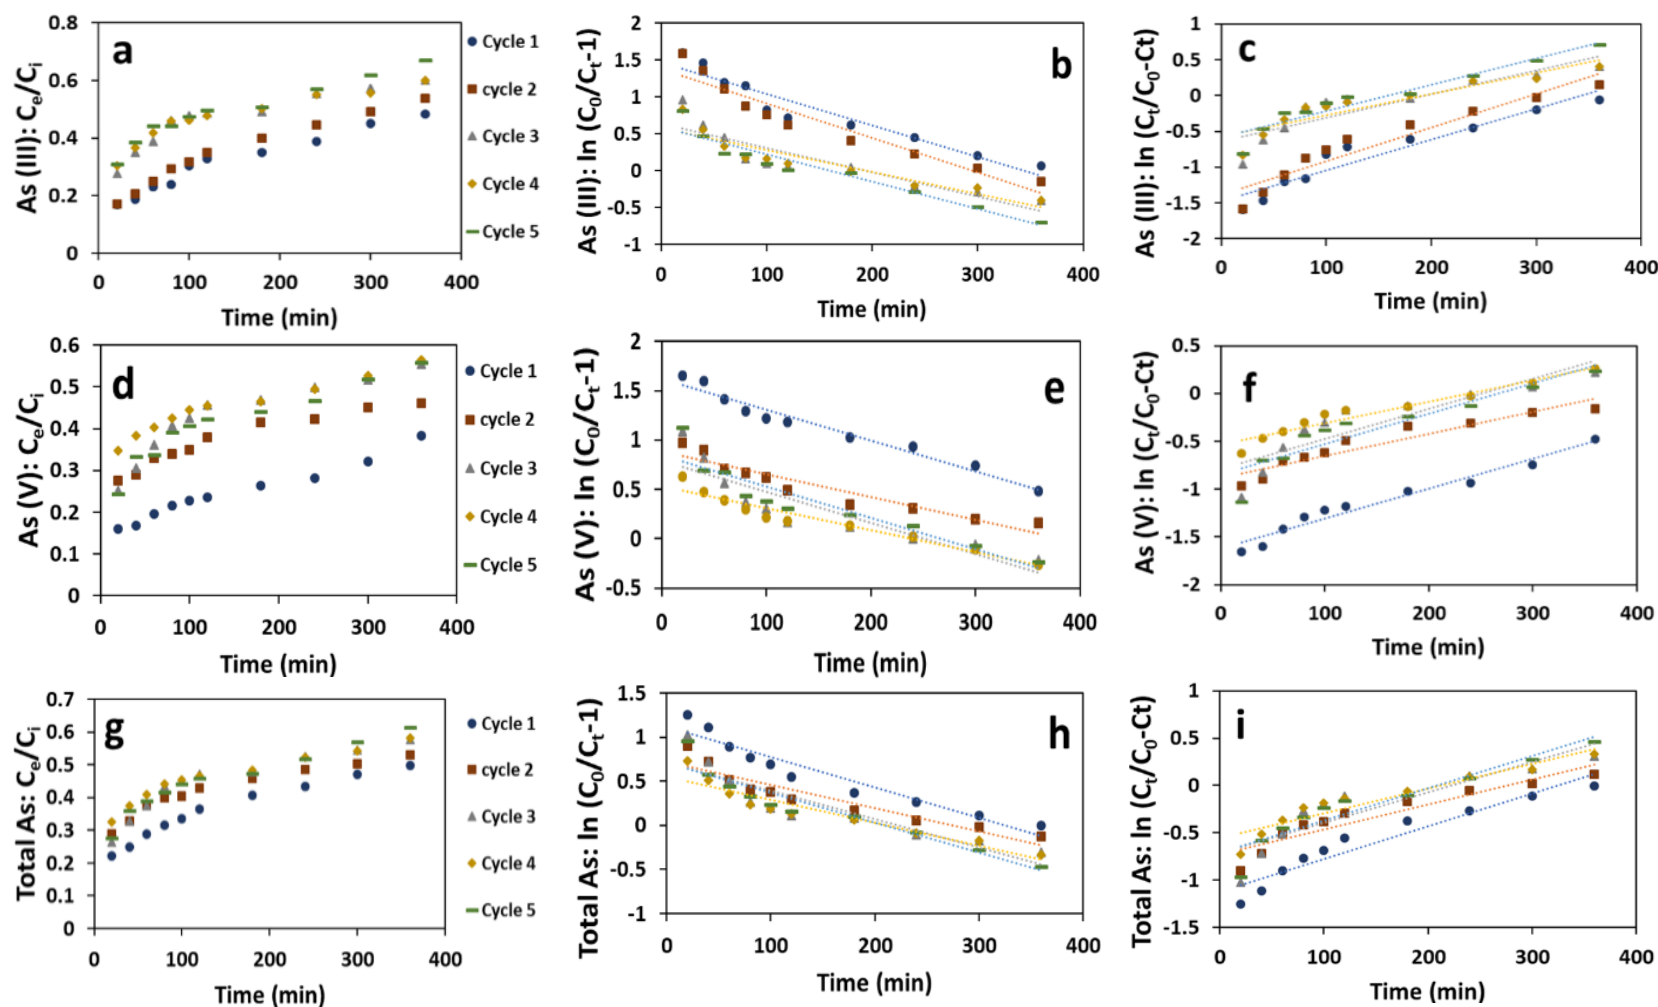 a
As (III): Ce/Ci
0.8
0.6
0.4
0.2
0
0 100 200 300 400
Time (min)
Cycle 1
cycle 2
Cycle 3
Cycle 4
Cycle 5
b
As (III): ln (C0/Ct-1)
2
1.5
1
0.5
0
-0.5
-1
0 100 200 300 400
Time (min)
c
As (III): ln (Ct/C0-Ct)
1
0.5
0
-0.5
-1
-1.5
-2
0 100 200 300 400
Time (min)
d
As (V): Ce/Ci
0.6
0.5
0.4
0.3
0.2
0.1
0
0 100 200 300 400
Time (min)
Cycle 1
cycle 2
Cycle 3
Cycle 4
Cycle 5
e
As (V): ln (C0/Ct-1)
2
1.5
1
0.5
0
-0.5
0 100 200 300 400
Time (min)
f
As (V): ln (Ct/C0-Ct)
0.5
0
-0.5
-1
-1.5
-2
0 100 200 300 400
Time (min)
g
Total As: Ce/Ci
0.7
0.6
0.5
0.4
0.3
0.2
0.1
0
0 100 200 300 400
Time (min)
Cycle 1
cycle 2
Cycle 3
Cycle 4
Cycle 5
h
Total As: ln (C0/Ct-1)
1.5
1
0.5
0
-0.5
-1
0 100 200 300 400
Time (min)
i
Total As: ln (Ct/C0-Ct)
1
0.5
0
-0.5
-1
-1.5
0 100 200 300 400
Time (min)